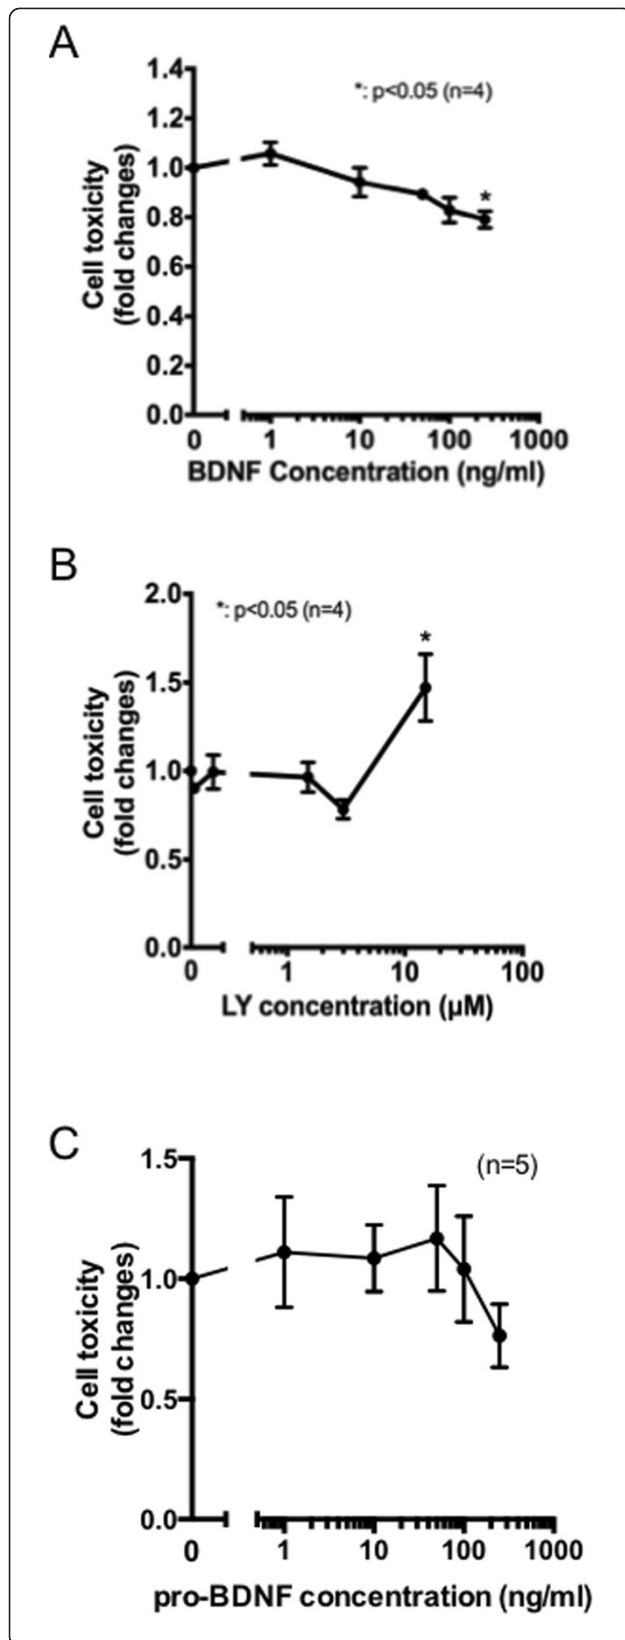 A
*: p<0.05 (n=4)
Cell toxicity
(fold changes)
1.4
1.2
1.0
0.8
0.6
0.4
0.2
0.0
*
0 1 10 100 1000
BDNF Concentration (ng/ml)
B
*: p<0.05 (n=4)
Cell toxicity
(fold changes)
2.0
1.5
1.0
0.5
0.0
*
0 1 10 100
LY concentration (µM)
C
(n=5)
Cell toxicity
(fold changes)
1.5
1.0
0.5
0.0
0 1 10 100 1000
pro-BDNF concentration (ng/ml)